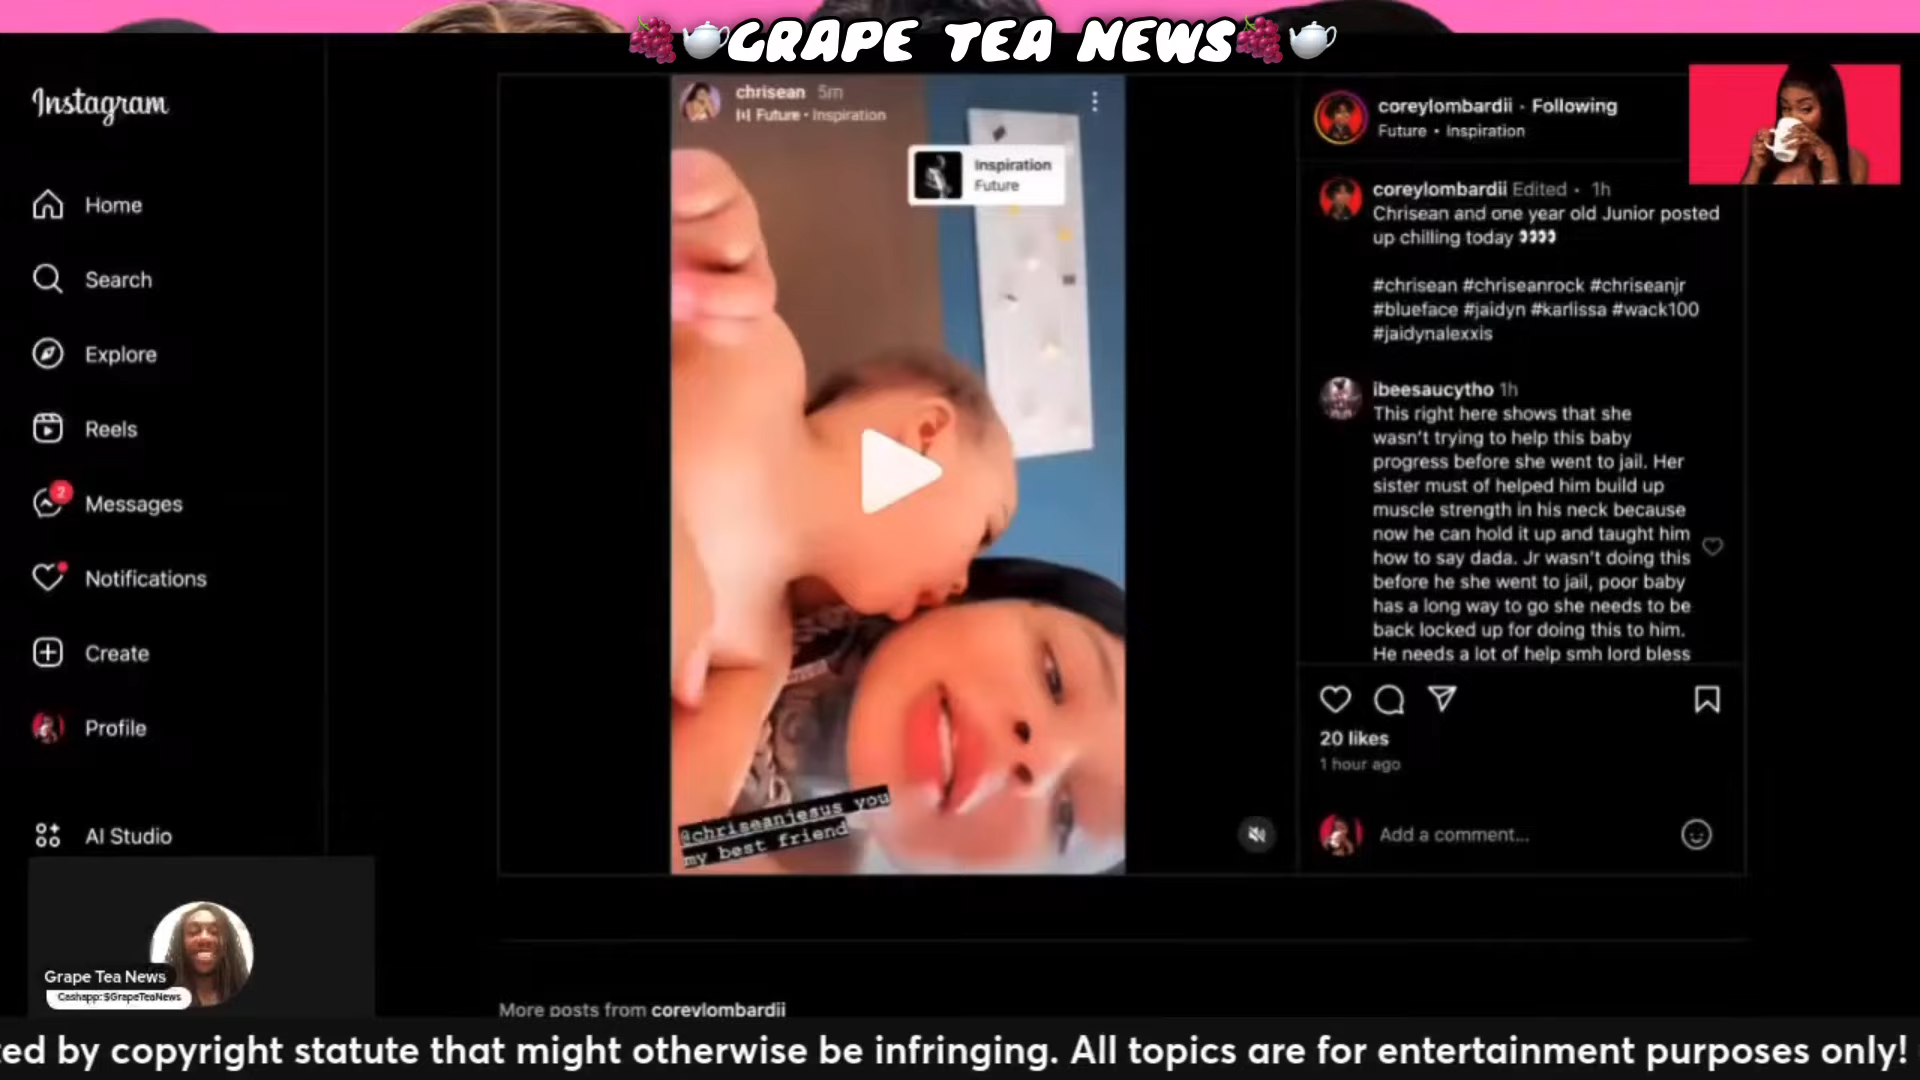 GRAPE TEA NEWS
Instagram
Home
Search
Explore
Reels
2
Messages
Notifications
Create
Profile
AI Studio
Grape Tea News
Cashapp: $GrapeTeaNews
chrisean 5m
Future • Inspiration
Inspiration
Future
@chriseanjesus you
my best friend
coreylombardii • Following
Future • Inspiration
coreylombardii Edited • 1h
Chrisean and one year old Junior posted
up chilling today
#chrisean #chriseanrock #chriseanjr
#blueface #jaidyn #karlissa #wack100
#jaidynalexxis
ibeesaucytho 1h
This right here shows that she
wasn't trying to help this baby
progress before she went to jail. Her
sister must of helped him build up
muscle strength in his neck because
now he can hold it up and taught him
how to say dada. Jr wasn't doing this
before he she went to jail, poor baby
has a long way to go she needs to be
back locked up for doing this to him.
He needs a lot of help smh lord bless
20 likes
1 hour ago
Add a comment...
More posts from coreylombardii
ted by copyright statute that might otherwise be infringing. All topics are for entertainment purposes only!